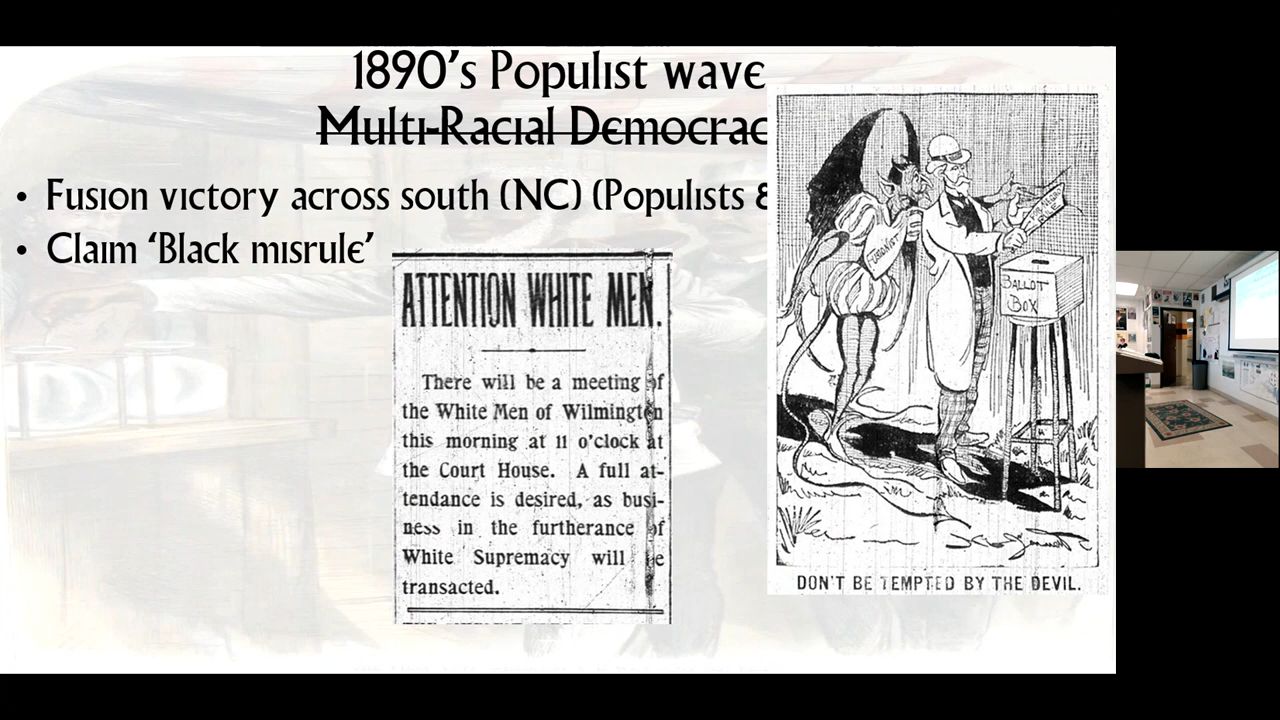 1890's Populist wave
Multi-Racial Democrac
• Fusion victory across south (NC) (Populists &
• Claim 'Black misrule'
ATTENTION WHITE MEN.
There will be a meeting of
the White Men of Wilmington
this morning at 11 o'clock at
the Court House. A full at-
tendance is desired, as busi-
ness in the furtherance of
White Supremacy will be
transacted.
BALLOT
BOX
DON'T BE TEMPTED BY THE DEVIL.